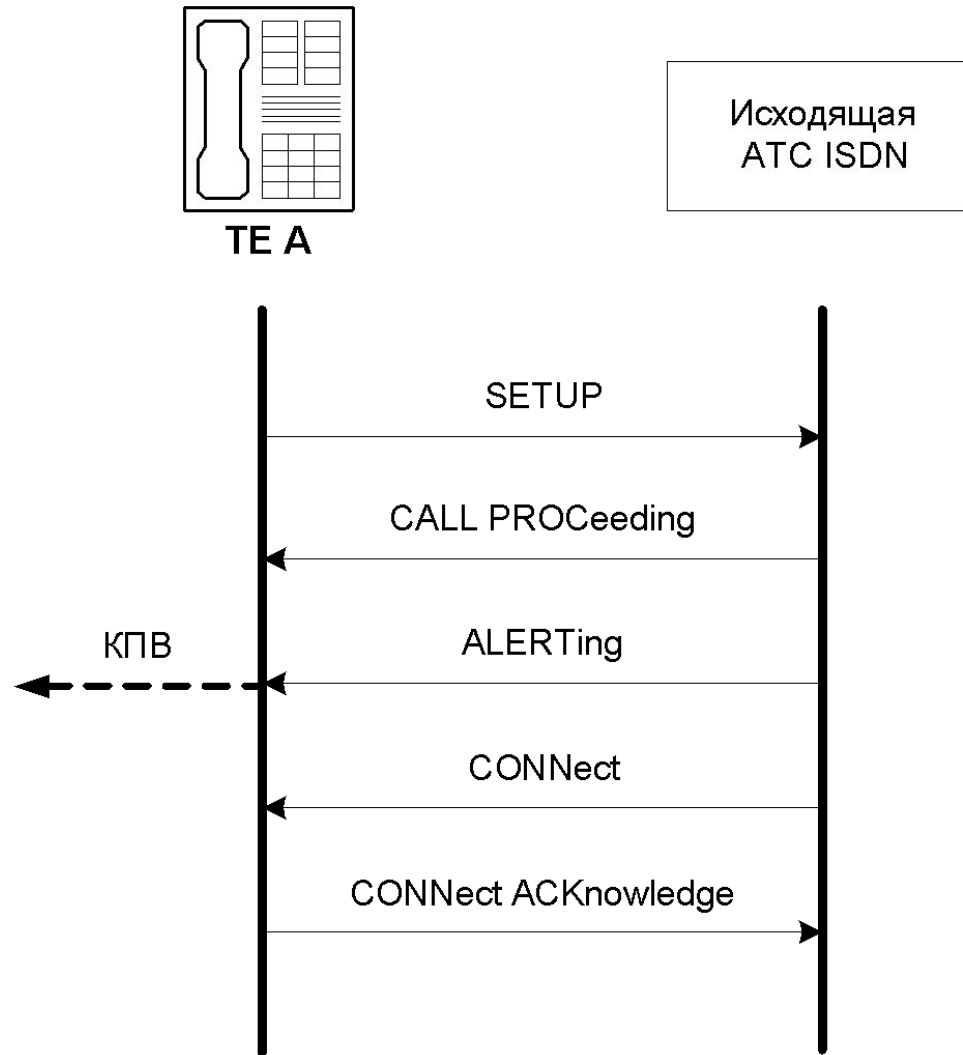 Исходящая
АТС ISDN
TE A
SETUP
CALL PROCeeding
КПВ
ALERTing
CONNect
CONNect ACKnowledge